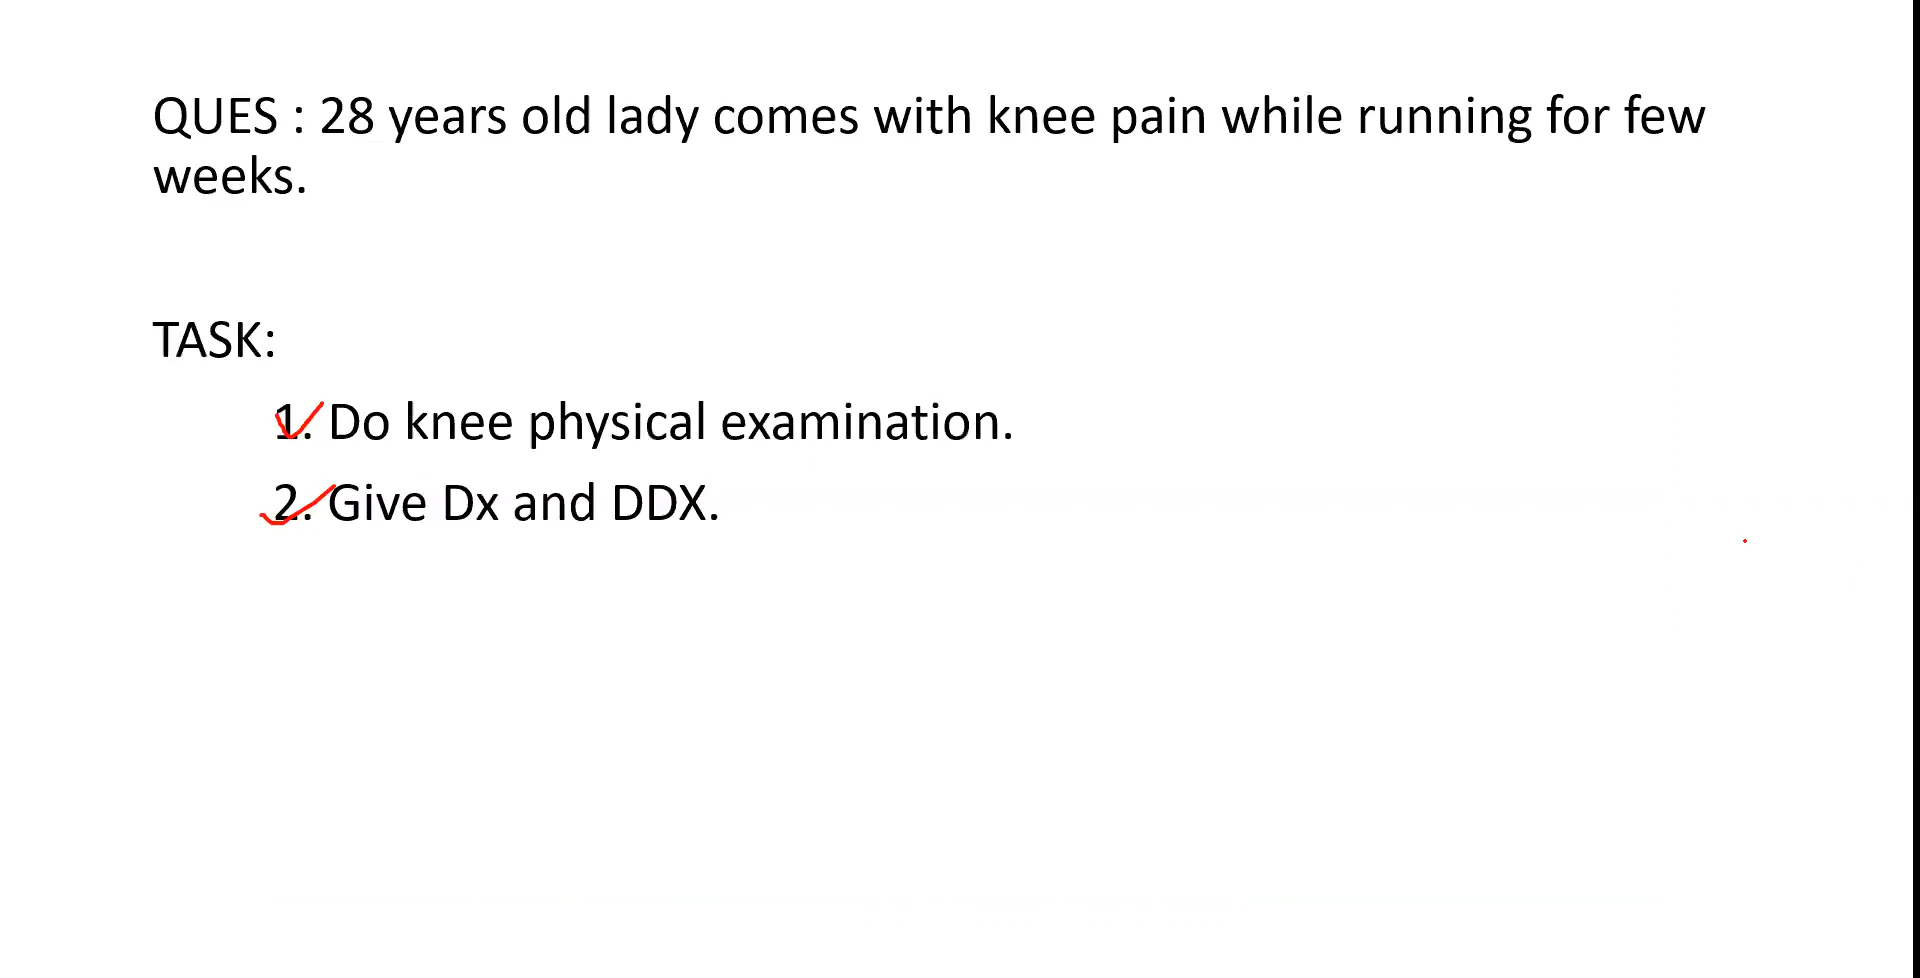 QUES : 28 years old lady comes with knee pain while running for few
weeks.
TASK:
1. Do knee physical examination.
2. Give Dx and DDX.